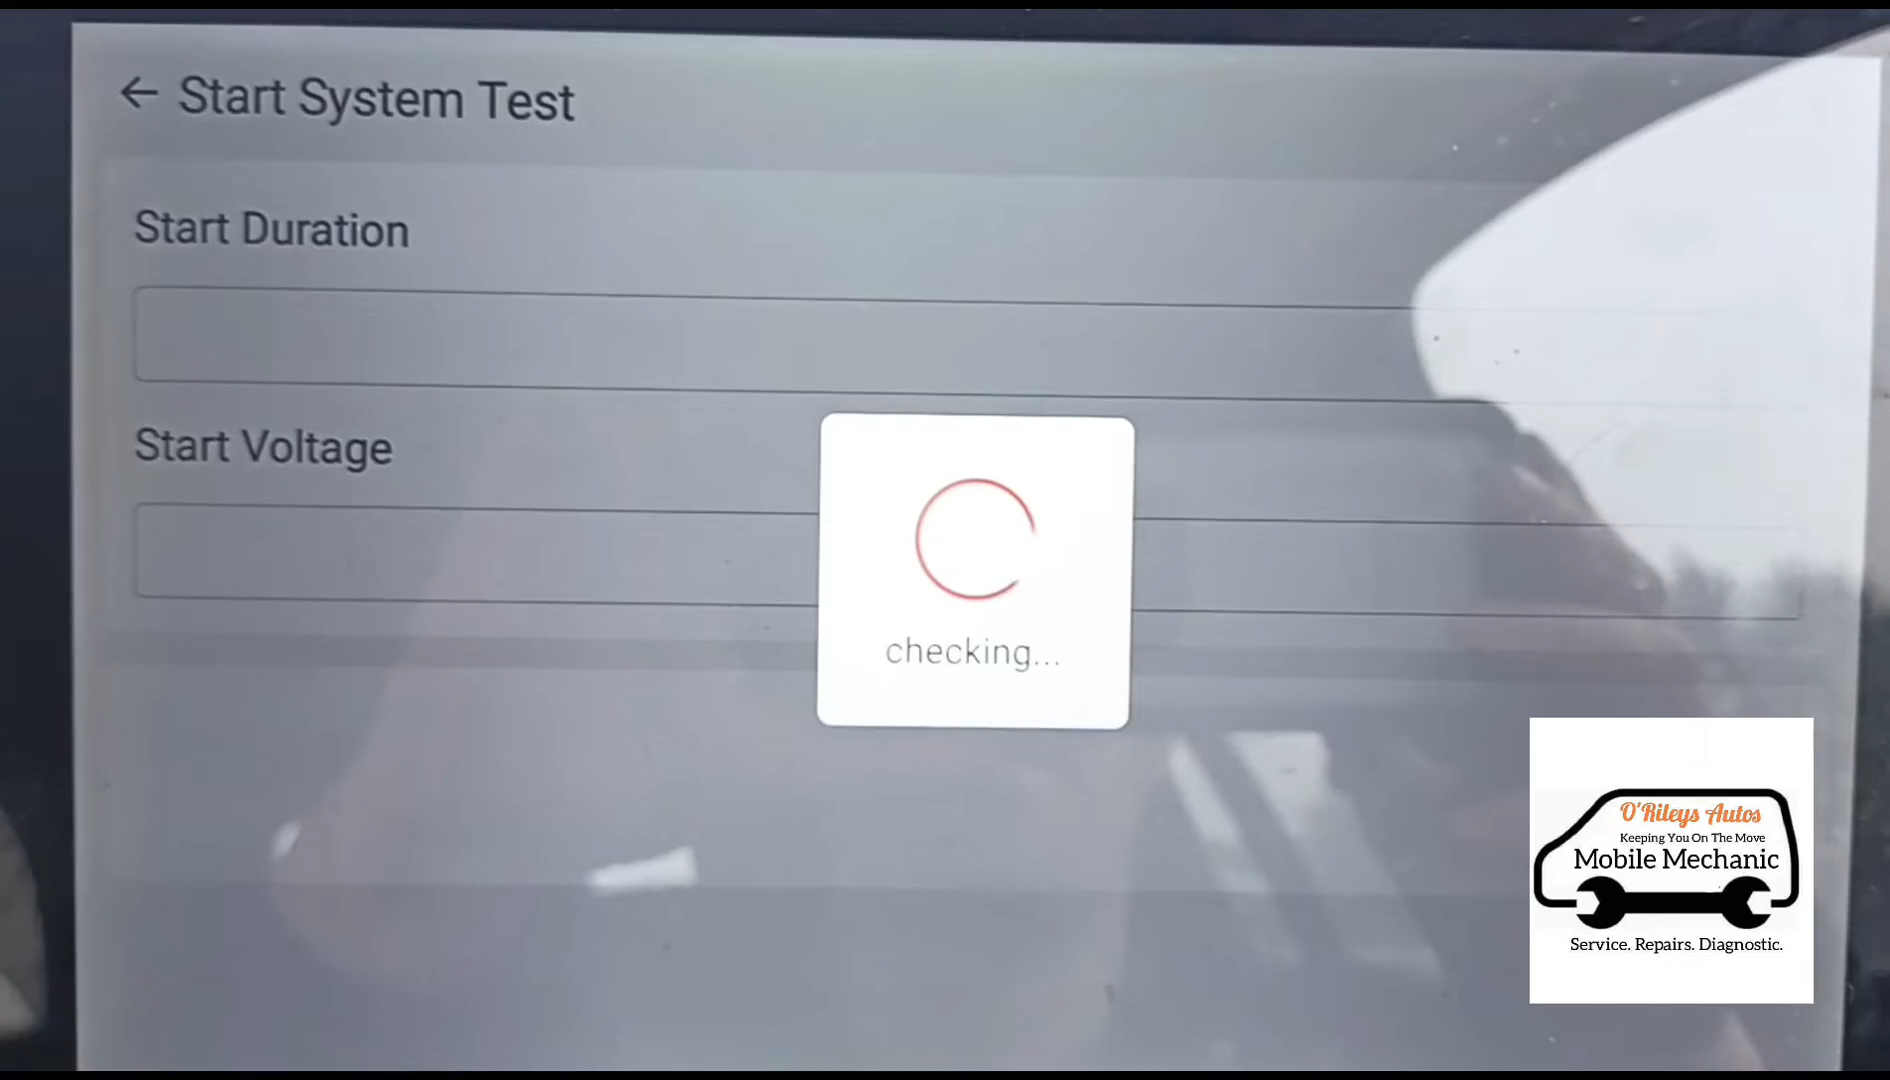 ← Start System Test
Start Duration
Start Voltage
checking...
O'Rileys Autos
Keeping You On The Move
Mobile Mechanic
Service. Repairs. Diagnostic.